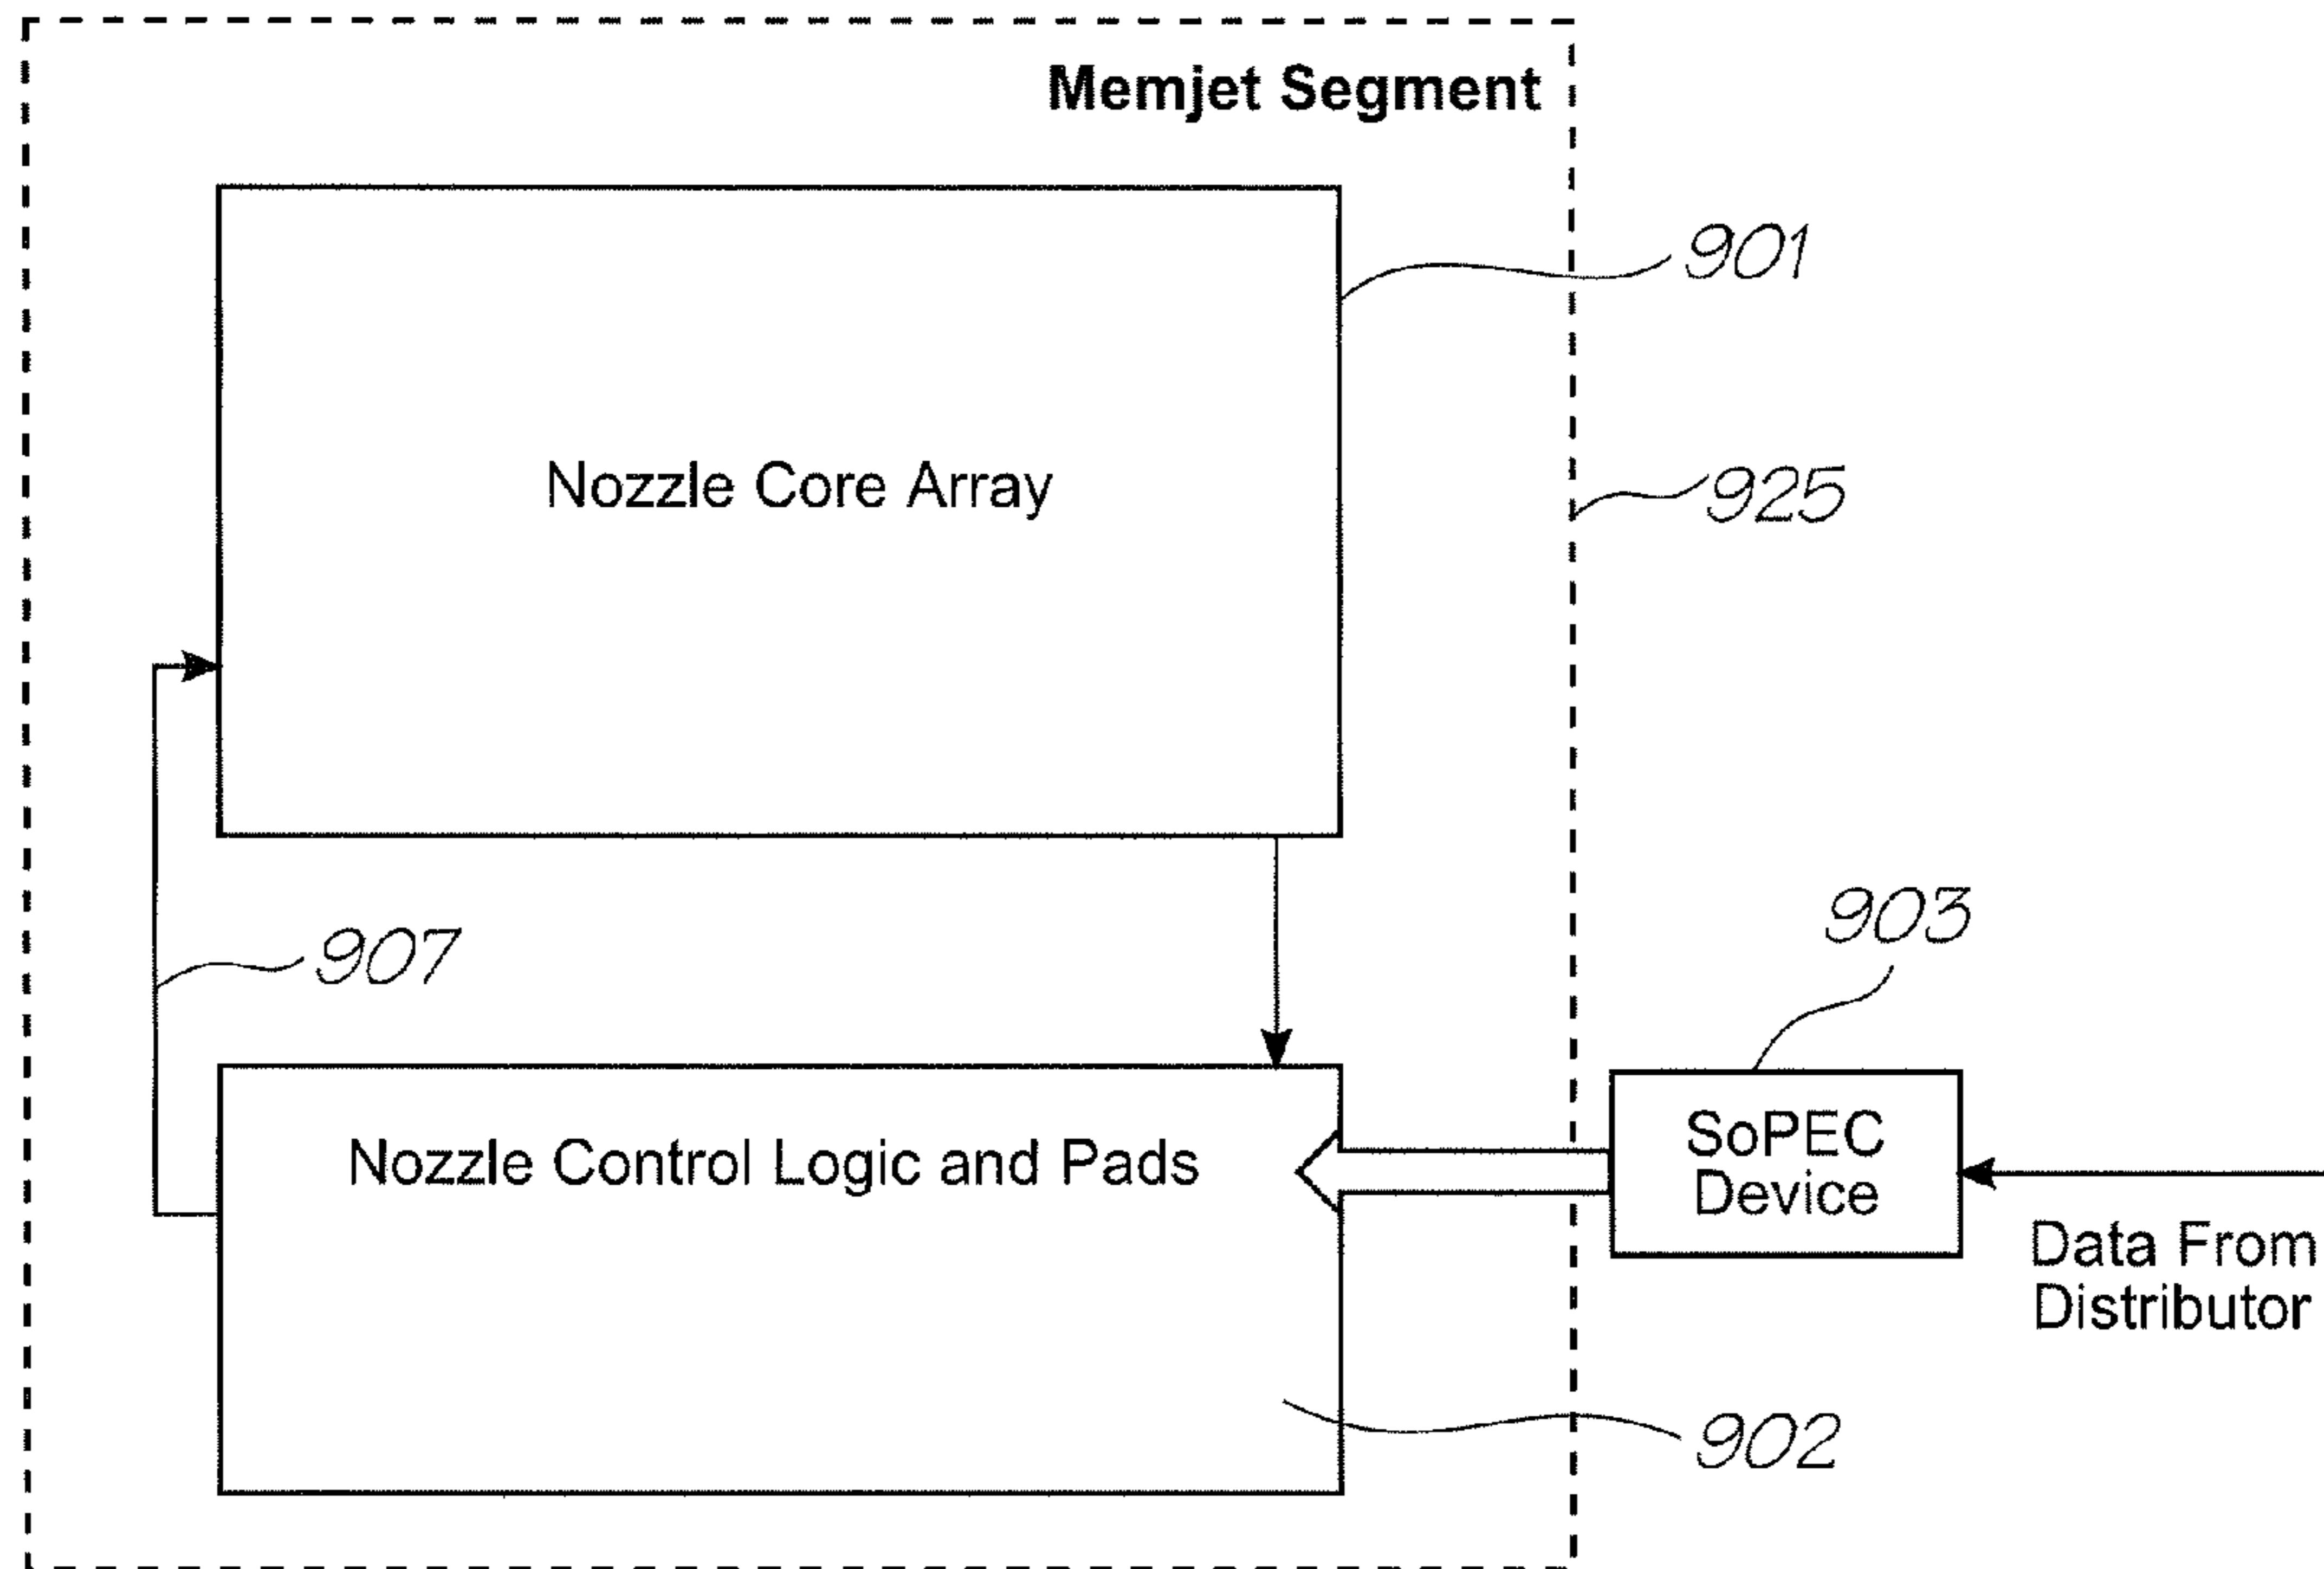 Memjet Segment
901
Nozzle Core Array
925
903
907
SoPEC
Device
Nozzle Control Logic and Pads
Data From
Distributor
902